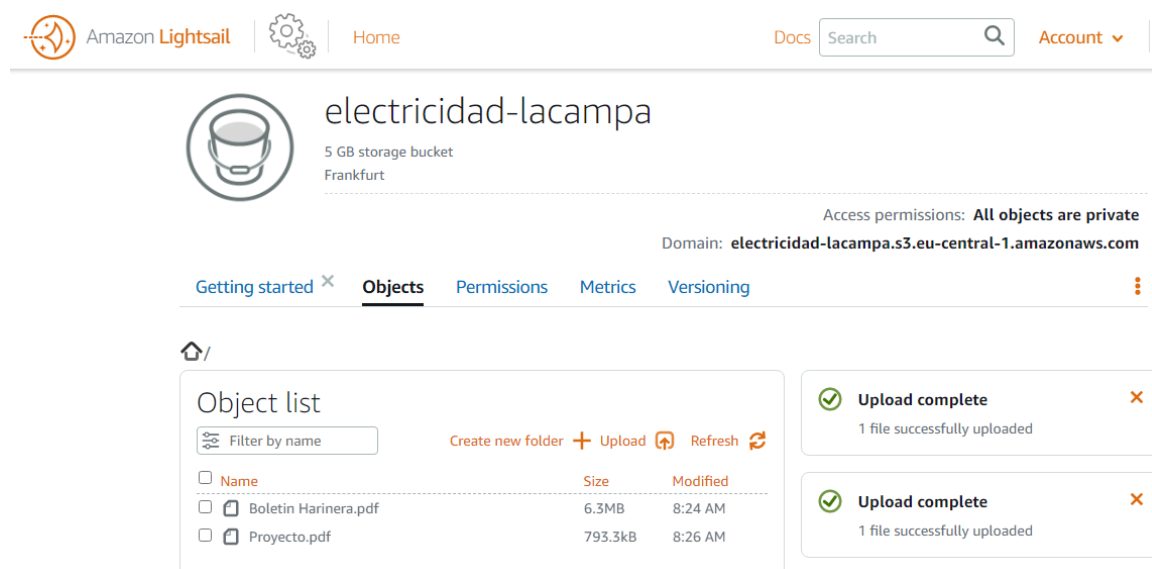 Amazon Lightsail Home Docs Search Account
electricidad-lacampa
5 GB storage bucket
Frankfurt
Access permissions: All objects are private
Domain: electricidad-lacampa.s3.eu-central-1.amazonaws.com
Getting started Objects Permissions Metrics Versioning
/
Object list
Filter by name Create new folder Upload Refresh
Name Size Modified
Boletin Harinera.pdf 6.3MB 8:24 AM
Proyecto.pdf 793.3kB 8:26 AM
Upload complete
1 file successfully uploaded
Upload complete
1 file successfully uploaded